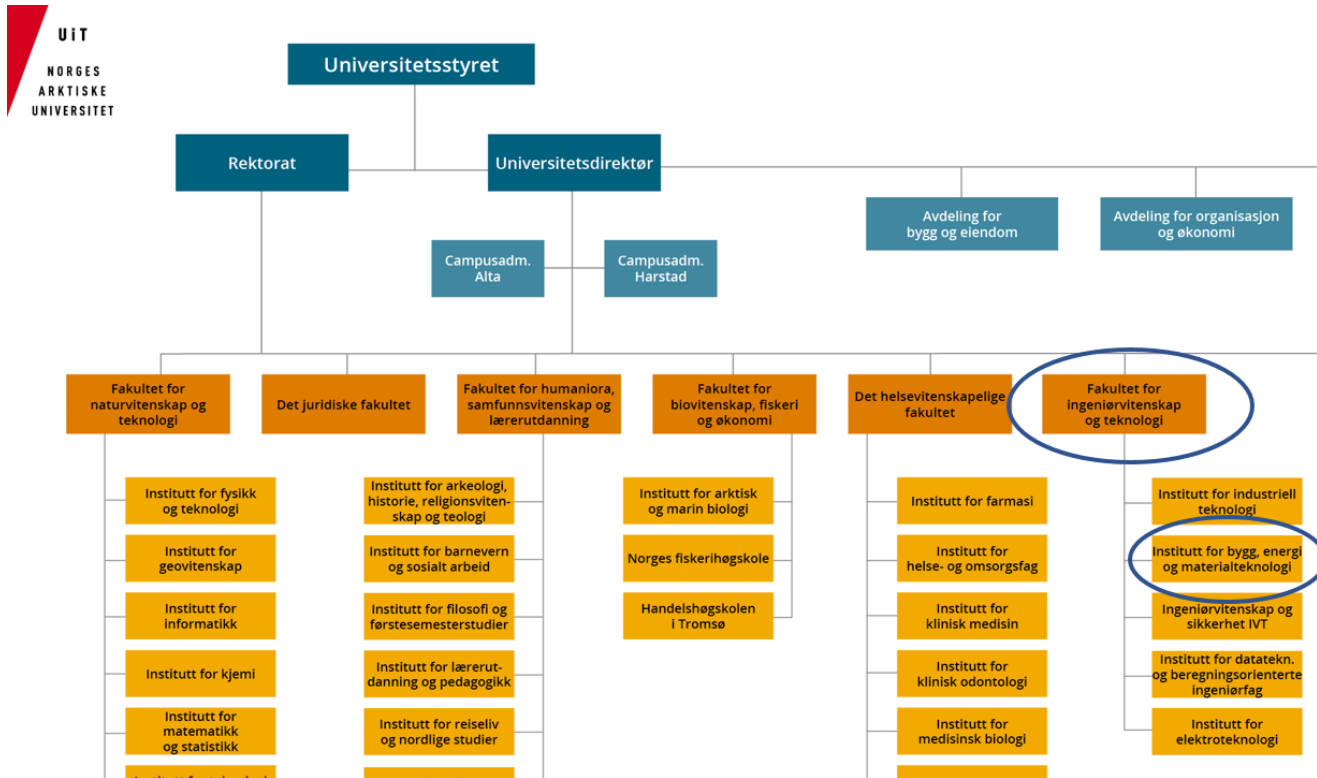 UiT
NORGES
ARKTISKE
UNIVERSITET
Universitetsstyret
Rektorat
Universitetsdirektør
Avdeling for
bygg og eiendom
Avdeling for organisasjon
og økonomi
Campusadm.
Alta
Campusadm.
Harstad
Fakultet for
naturvitenskap og
teknologi
Det juridiske fakultet
Fakultet for humaniora,
samfunnsvitenskap og
lærerutdanning
Fakultet for
biovitenskap, fiskeri
og økonomi
Det helsevitenskapelige
fakultet
Fakultet for
ingeniørvitenskap
og teknologi
Institutt for fysikk
og teknologi
Institutt for
geovitenskap
Institutt for
informatikk
Institutt for kjemi
Institutt for
matematikk
og statistikk
Institutt for arkeologi,
historie, religionsviten-
skap og teologi
Institutt for barnevern
og sosialt arbeid
Institutt for filosofi og
førstesemesterstudier
Institutt for lærerut-
danning og pedagogikk
Institutt for reiseliv
og nordlige studier
Institutt for arktisk
og marin biologi
Norges fiskerihøgskole
Handelshøgskolen
i Tromsø
Institutt for farmasi
Institutt for
helse- og omsorgsfag
Institutt for
klinisk medisin
Institutt for
klinisk odontologi
Institutt for
medisinsk biologi
Institutt for industriell
teknologi
Institutt for bygg, energi
og materialteknologi
Ingeniørvitenskap og
sikkerhet IVT
Institutt for datatekn.
og beregningsorienterte
ingeniørfag
Institutt for
elektroteknologi